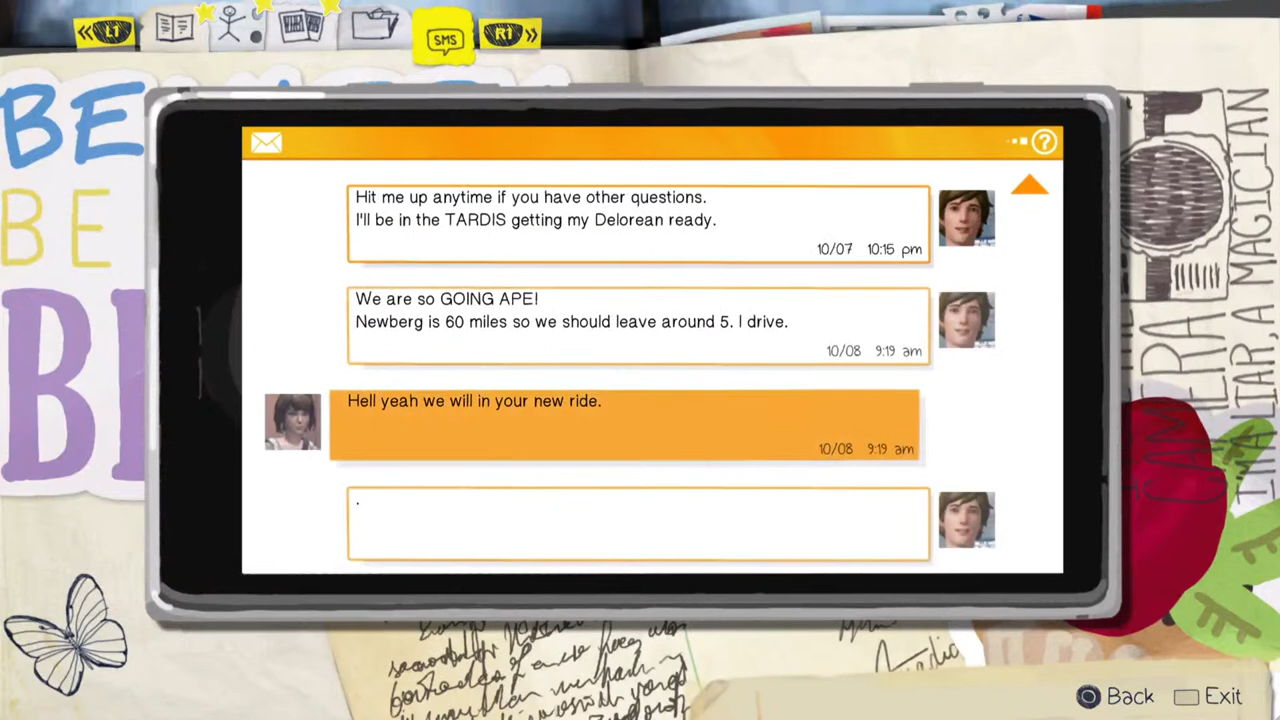 L1
SMS
R1
BE
BE
Hit me up anytime if you have other questions.
I'll be in the TARDIS getting my Delorean ready.
10/07 10:15 pm
We are so GOING APE!
Newberg is 60 miles so we should leave around 5. I drive.
10/08 9:19 am
Hell yeah we will in your new ride.
10/08 9:19 am
.
CAMERA
LIAR, A MAGICIAN
Back
Exit